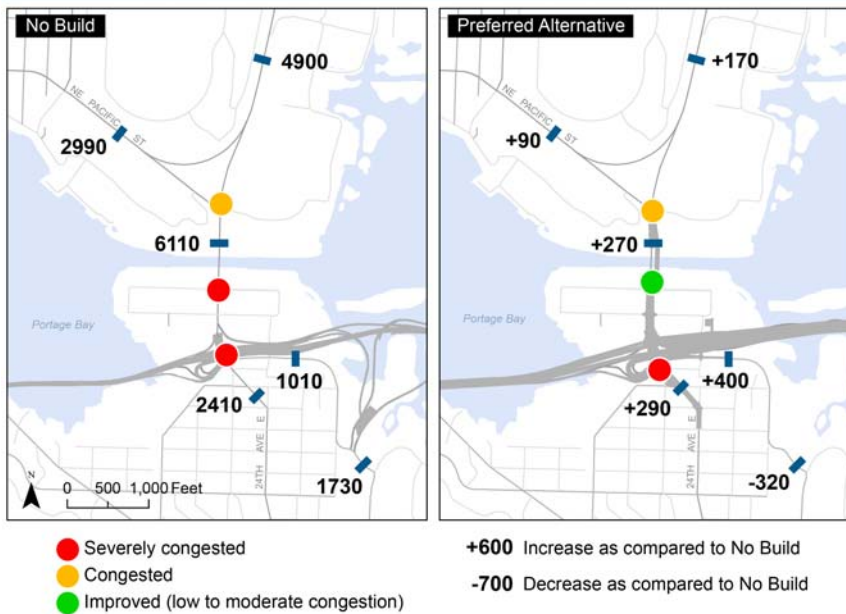 No Build
4900
NE PACIFIC ST
2990
6110
Portage Bay
1010
2410
24TH AVE E
1730
N
0 500 1,000 Feet
Preferred Alternative
+170
NE PACIFIC ST
+90
+270
Portage Bay
+400
+290
24TH AVE E
-320
Severely congested
Congested
Improved (low to moderate congestion)
+600 Increase as compared to No Build
-700 Decrease as compared to No Build